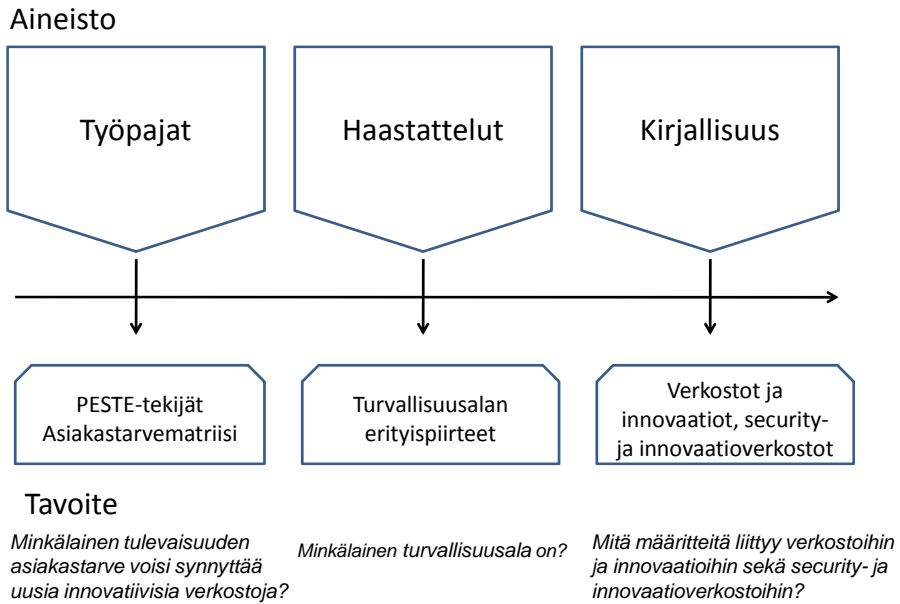 Aineisto
Työpajat
Haastattelut
Kirjallisuus
PESTE-tekijät
Asiakastarvematriisi
Turvallisuusalan
erityispiirteet
Verkostot ja
innovaatiot, security-
ja innovaatioverkostot
Tavoite
Minkälainen tulevaisuuden
asiakastarve voisi synnyttää
uusia innovatiivisia verkostoja?
Minkälainen turvallisuusala on?
Mitä määritteitä liittyy verkostoihin
ja innovaatioihin sekä security- ja
innovaatioverkostoihin?